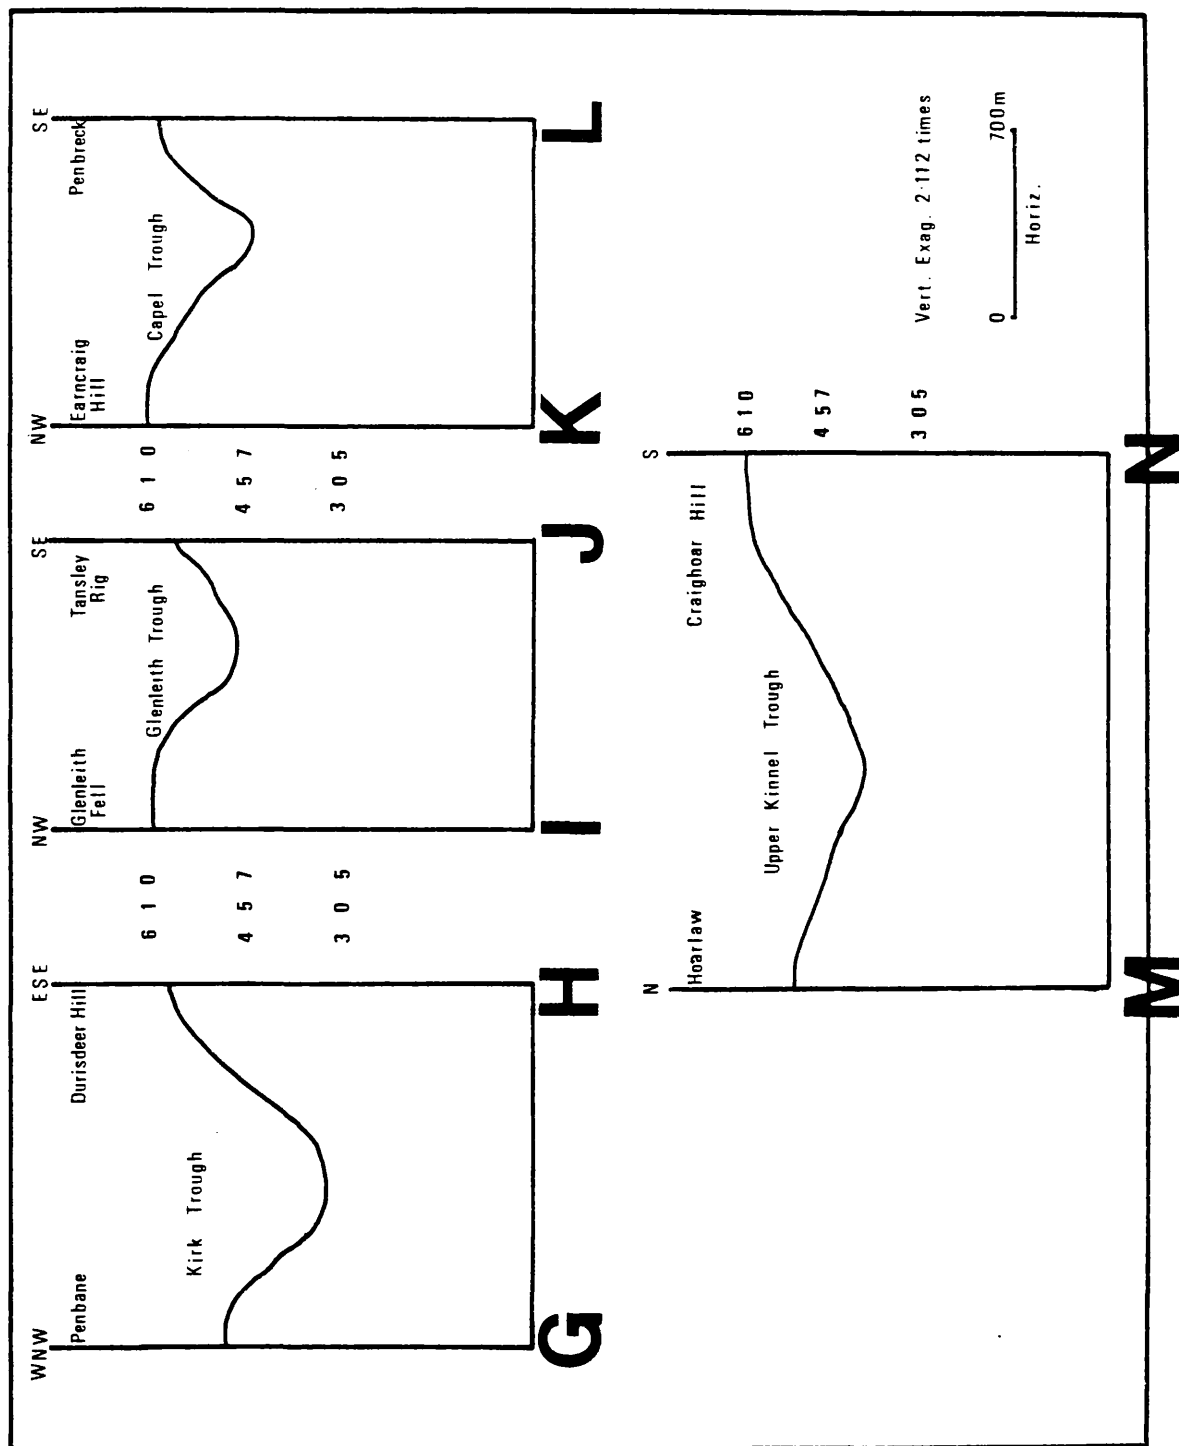 WNW
ESE
Penbane
Durisdeer Hill
Kirk Trough
610
457
305
G
H
NW
SE
Glenleith
Fell
Tansley
Rig
Glenleith Trough
610
457
305
I
J
NW
SE
Earncraig
Hill
Penbreck
Capel Trough
K
L
N
S
Hoarlaw
Craighoar Hill
Upper Kinnel Trough
610
457
305
M
N
Vert. Exag. 2·112 times
0 700m
Horiz.